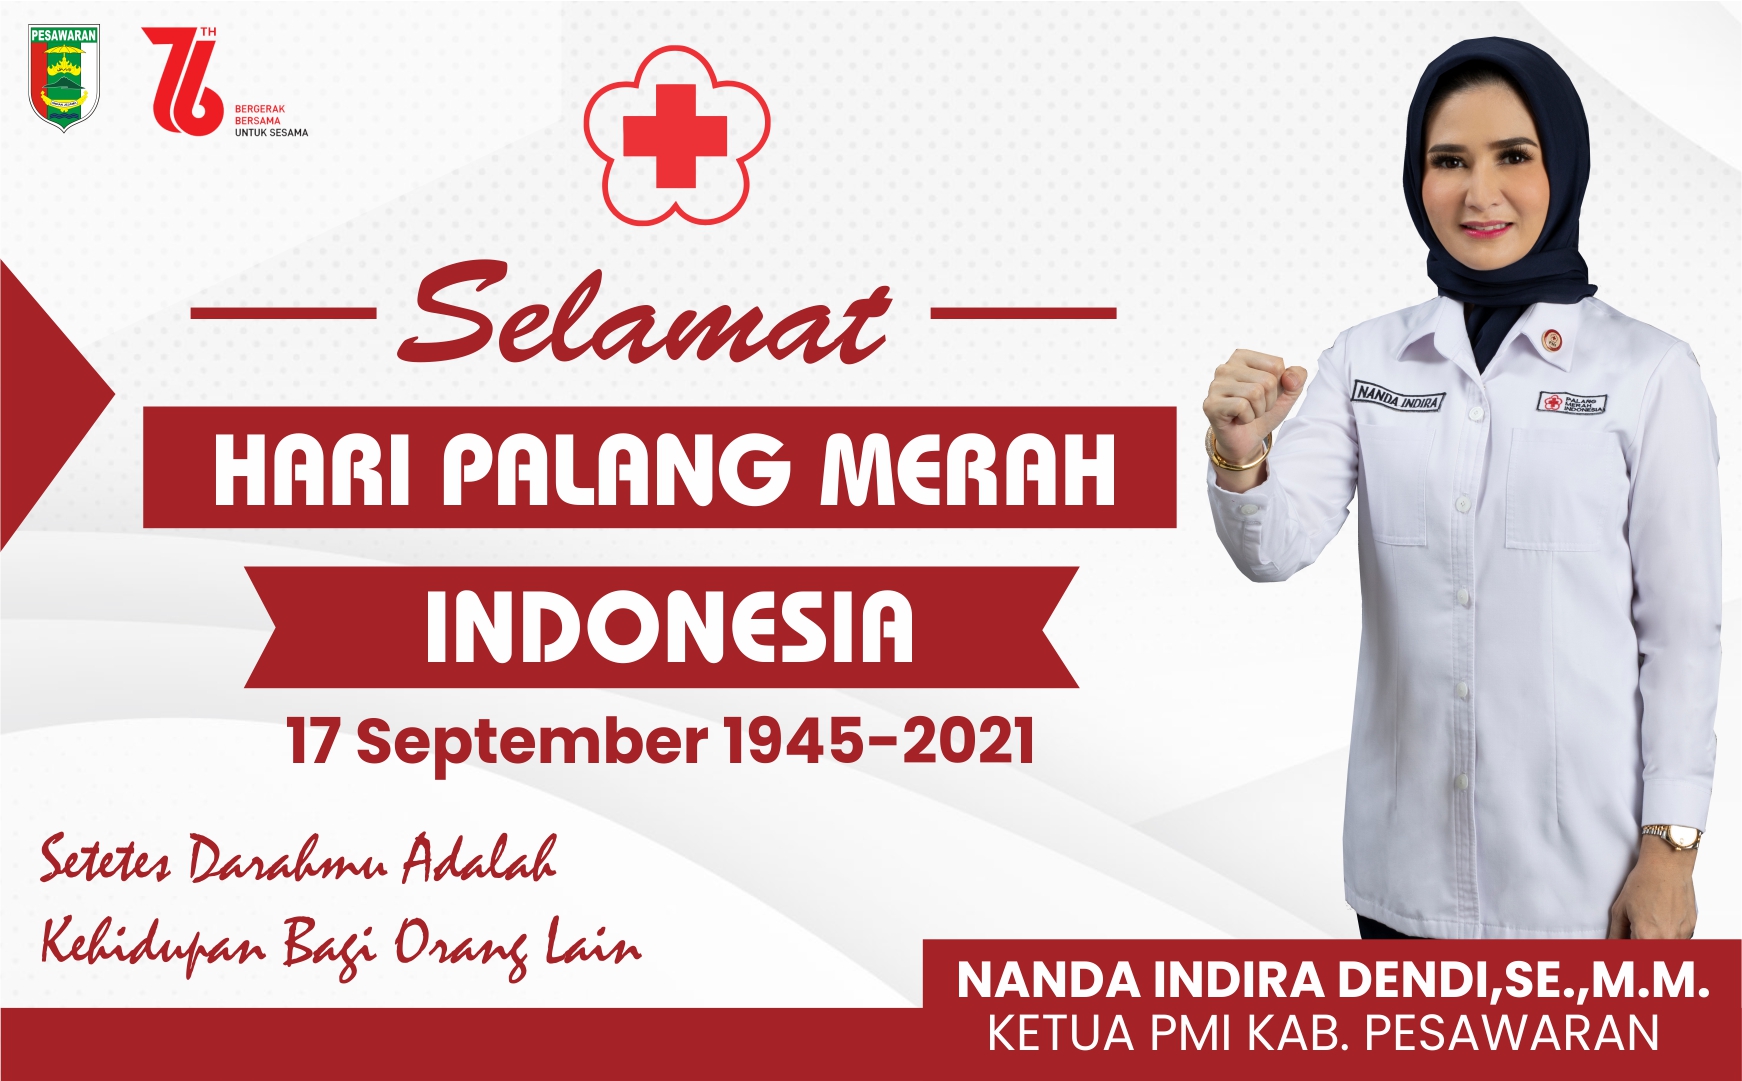 PESAWARAN
76 TH
BERGERAK
BERSAMA
UNTUK SESAMA
Selamat
HARI PALANG MERAH
INDONESIA
17 September 1945-2021
Setetes Darahmu Adalah
Kehidupan Bagi Orang Lain
NANDA INDIRA
PALANG
MERAH
INDONESIA
NANDA INDIRA DENDI,SE.,M.M.
KETUA PMI KAB. PESAWARAN